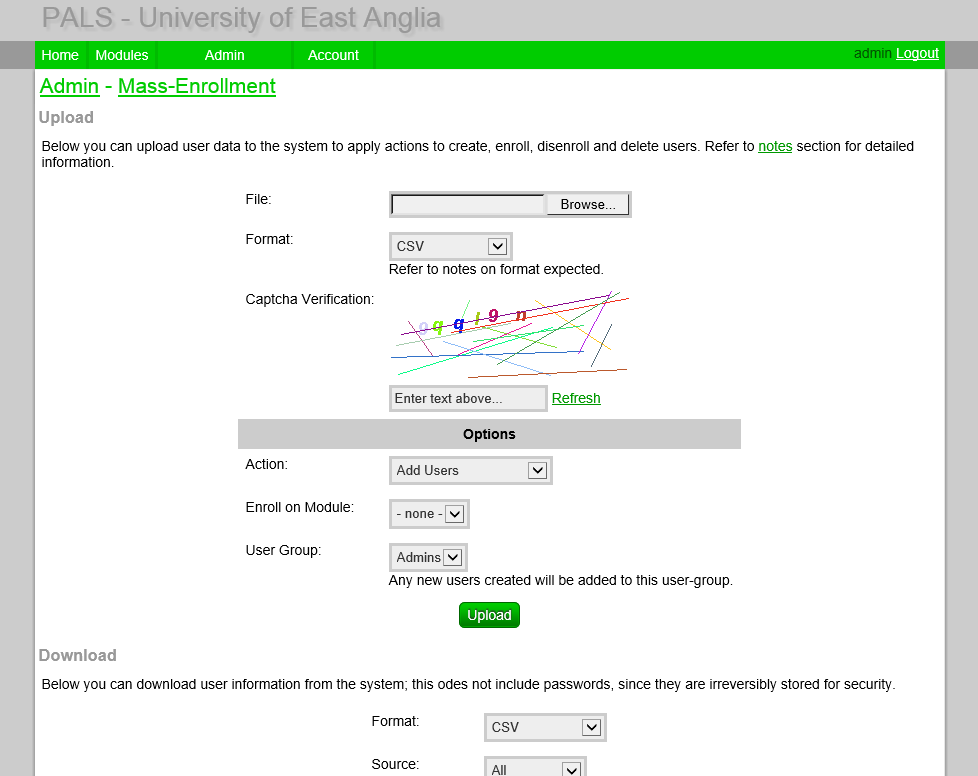 PALS - University of East Anglia
Home Modules Admin Account admin Logout
Admin - Mass-Enrollment
Upload
Below you can upload user data to the system to apply actions to create, enroll, disenroll and delete users. Refer to notes section for detailed
information.
File: Browse...
Format: CSV
Refer to notes on format expected.
Captcha Verification:
Enter text above... Refresh
Options
Action: Add Users
Enroll on Module: - none -
User Group: Admins
Any new users created will be added to this user-group.
Upload
Download
Below you can download user information from the system; this odes not include passwords, since they are irreversibly stored for security.
Format: CSV
Source: All